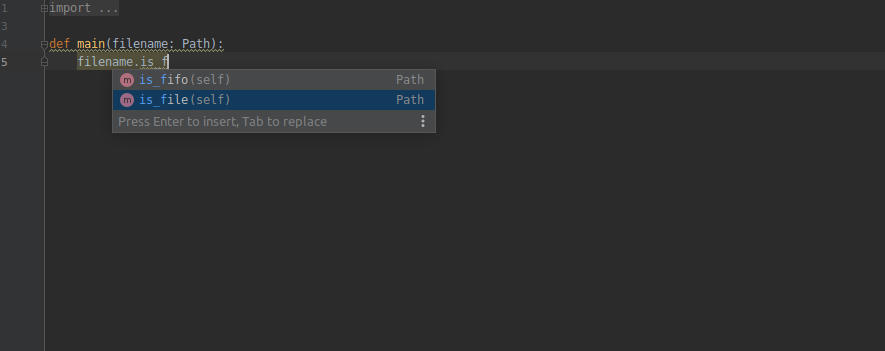 1 import ...
3
4 def main(filename: Path):
5 filename.is_f
m is_fifo(self) Path
m is_file(self) Path
Press Enter to insert, Tab to replace